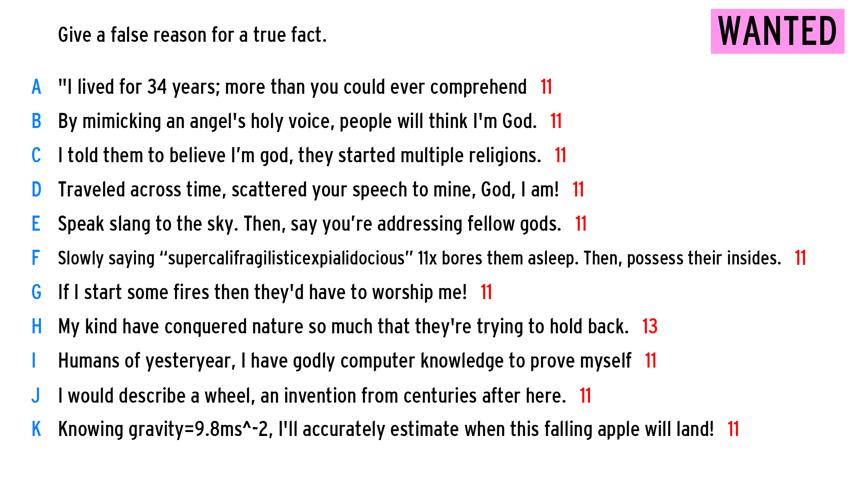 Give a false reason for a true fact.
WANTED
A "I lived for 34 years; more than you could ever comprehend 11
B By mimicking an angel's holy voice, people will think I'm God. 11
C I told them to believe I’m god, they started multiple religions. 11
D Traveled across time, scattered your speech to mine, God, I am! 11
E Speak slang to the sky. Then, say you’re addressing fellow gods. 11
F Slowly saying “supercalifragilisticexpialidocious” 11x bores them asleep. Then, possess their insides. 11
G If I start some fires then they'd have to worship me! 11
H My kind have conquered nature so much that they're trying to hold back. 13
I Humans of yesteryear, I have godly computer knowledge to prove myself 11
J I would describe a wheel, an invention from centuries after here. 11
K Knowing gravity=9.8ms^-2, I'll accurately estimate when this falling apple will land! 11